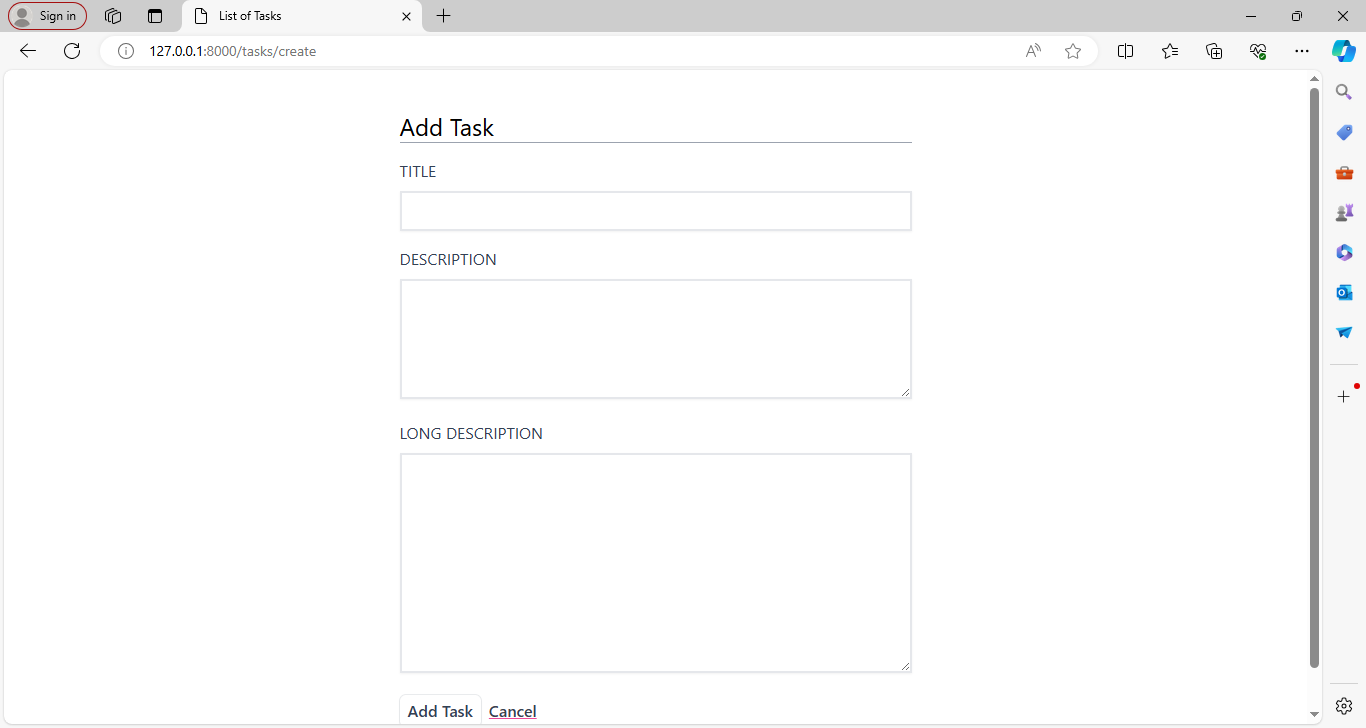 Sign in
List of Tasks
127.0.0.1:8000/tasks/create
Add Task
TITLE
DESCRIPTION
LONG DESCRIPTION
Add Task Cancel